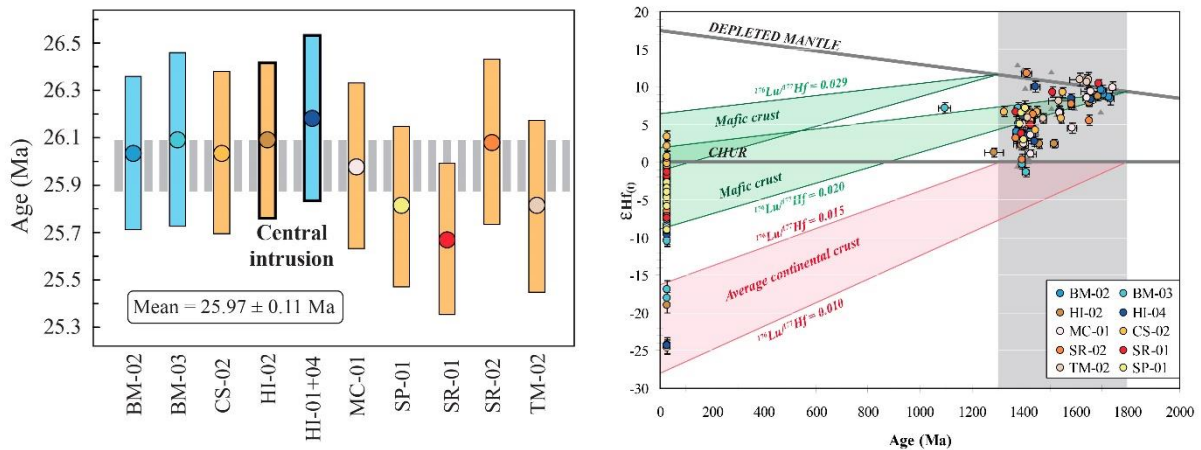 26.5
26.3
26.1
25.9
25.7
25.5
25.3
Age (Ma)
Central
intrusion
Mean = 25.97 ± 0.11 Ma
BM-02
BM-03
CS-02
HI-02
HI-01+04
MC-01
SP-01
SR-01
SR-02
TM-02
20
15
10
5
0
-5
-10
-15
-20
-25
-30
εHf(t)
DEPLETED MANTLE
¹⁷⁶Lu/¹⁷⁷Hf = 0.029
Mafic crust
CHUR
Mafic crust
¹⁷⁶Lu/¹⁷⁷Hf = 0.020
¹⁷⁶Lu/¹⁷⁷Hf = 0.015
Average continental crust
¹⁷⁶Lu/¹⁷⁷Hf = 0.010
BM-02 BM-03
HI-02 HI-04
MC-01 CS-02
SR-02 SR-01
TM-02 SP-01
0 200 400 600 800 1000 1200 1400 1600 1800 2000
Age (Ma)